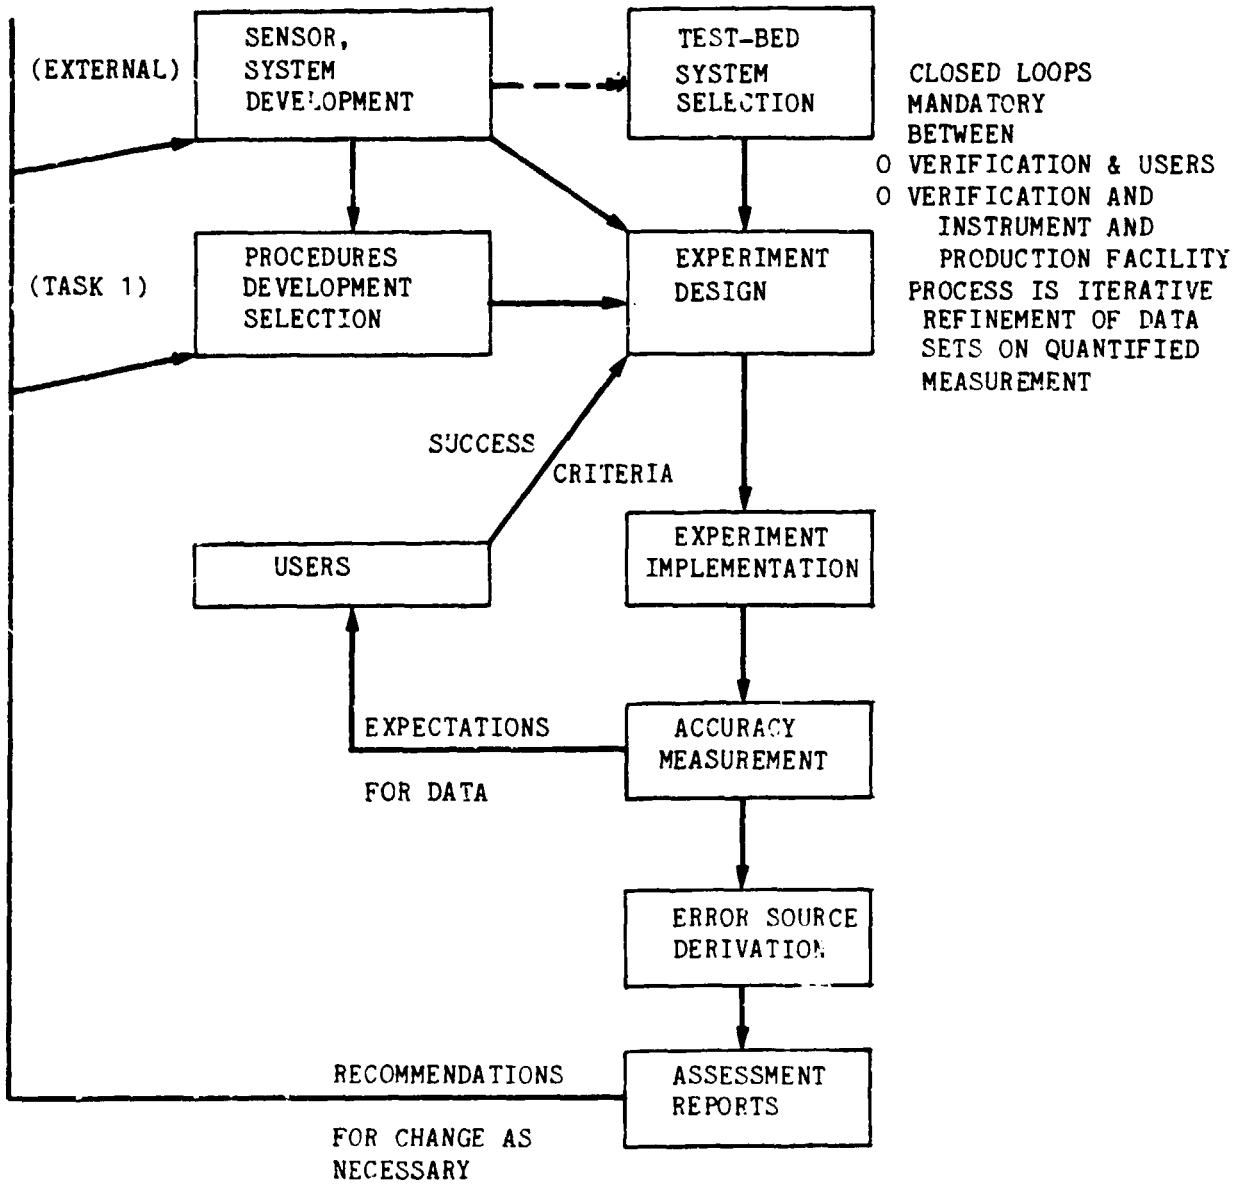 (EXTERNAL)
SENSOR,
SYSTEM
DEVELOPMENT
TEST-BED
SYSTEM
SELECTION
CLOSED LOOPS
MANDATORY
BETWEEN
O VERIFICATION & USERS
O VERIFICATION AND
INSTRUMENT AND
PRODUCTION FACILITY
PROCESS IS ITERATIVE
REFINEMENT OF DATA
SETS ON QUANTIFIED
MEASUREMENT
(TASK 1)
PROCEDURES
DEVELOPMENT
SELECTION
EXPERIMENT
DESIGN
SUCCESS
CRITERIA
USERS
EXPERIMENT
IMPLEMENTATION
EXPECTATIONS
FOR DATA
ACCURACY
MEASUREMENT
ERROR SOURCE
DERIVATION
RECOMMENDATIONS
FOR CHANGE AS
NECESSARY
ASSESSMENT
REPORTS